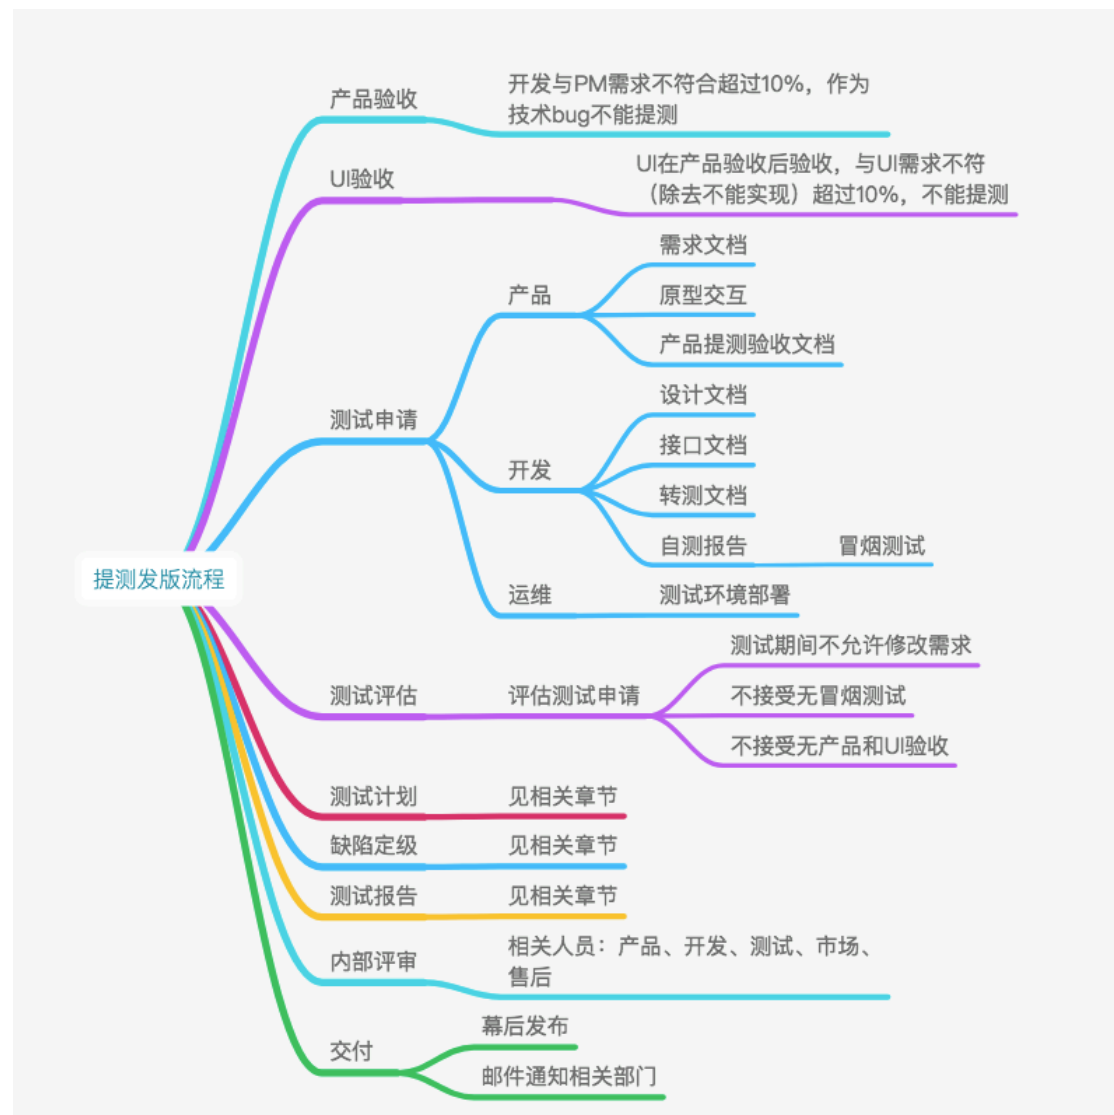 产品验收
开发与PM需求不符合超过10%，作为
技术bug不能提测
UI验收
UI在产品验收后验收，与UI需求不符
（除去不能实现）超过10%，不能提测
测试申请
产品
需求文档
原型交互
产品提测验收文档
开发
设计文档
接口文档
转测文档
自测报告
冒烟测试
运维
测试环境部署
提测发版流程
测试评估
评估测试申请
测试期间不允许修改需求
不接受无冒烟测试
不接受无产品和UI验收
测试计划
见相关章节
缺陷定级
见相关章节
测试报告
见相关章节
内部评审
相关人员：产品、开发、测试、市场、
售后
交付
幕后发布
邮件通知相关部门